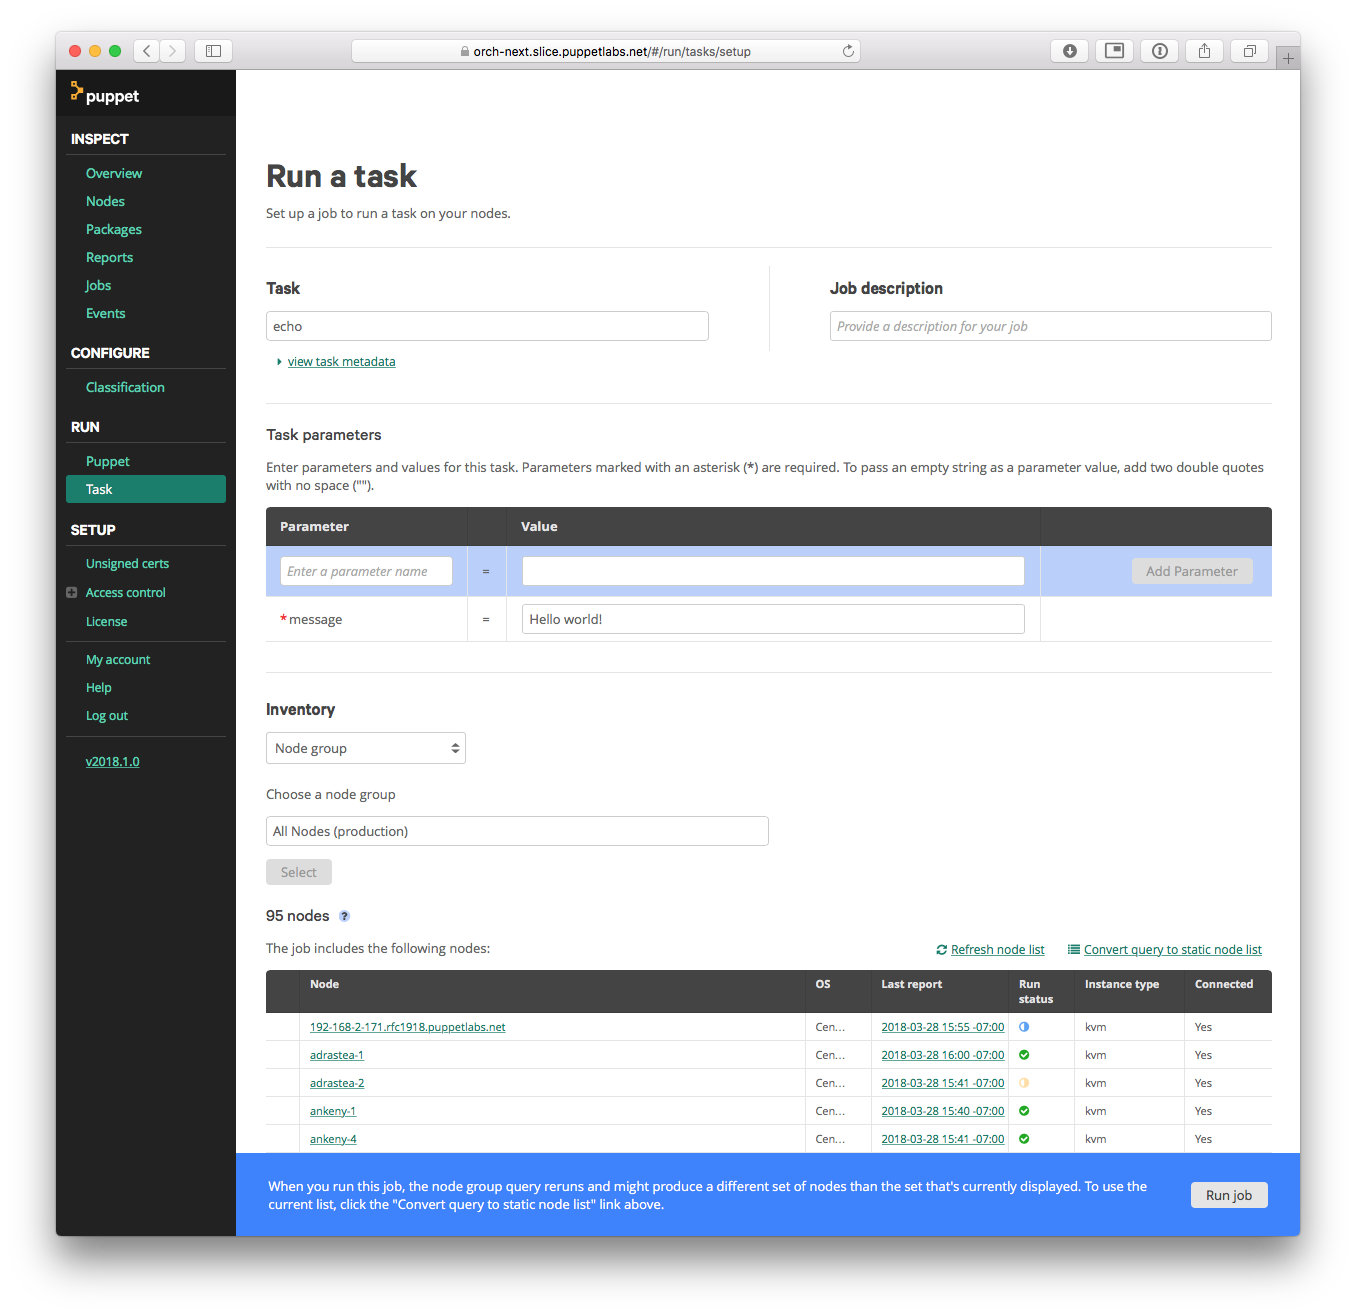 orch-next.slice.puppetlabs.net/#/run/tasks/setup
puppet
INSPECT
Overview
Nodes
Packages
Reports
Jobs
Events
CONFIGURE
Classification
RUN
Puppet
Task
SETUP
Unsigned certs
Access control
License
My account
Help
Log out
v2018.1.0
Run a task
Set up a job to run a task on your nodes.
Task
echo
view task metadata
Job description
Provide a description for your job
Task parameters
Enter parameters and values for this task. Parameters marked with an asterisk (*) are required. To pass an empty string as a parameter value, add two double quotes
with no space ("").
Parameter Value
Enter a parameter name = Add Parameter
*message = Hello world!
Inventory
Node group
Choose a node group
All Nodes (production)
Select
95 nodes ?
The job includes the following nodes: Refresh node list Convert query to static node list
Node OS Last report Run status Instance type Connected
192-168-2-171.rfc1918.puppetlabs.net Cen... 2018-03-28 15:55 -07:00 kvm Yes
adrastea-1 Cen... 2018-03-28 16:00 -07:00 kvm Yes
adrastea-2 Cen... 2018-03-28 15:41 -07:00 kvm Yes
ankeny-1 Cen... 2018-03-28 15:40 -07:00 kvm Yes
ankeny-4 Cen... 2018-03-28 15:41 -07:00 kvm Yes
When you run this job, the node group query reruns and might produce a different set of nodes than the set that's currently displayed. To use the
current list, click the "Convert query to static node list" link above.
Run job